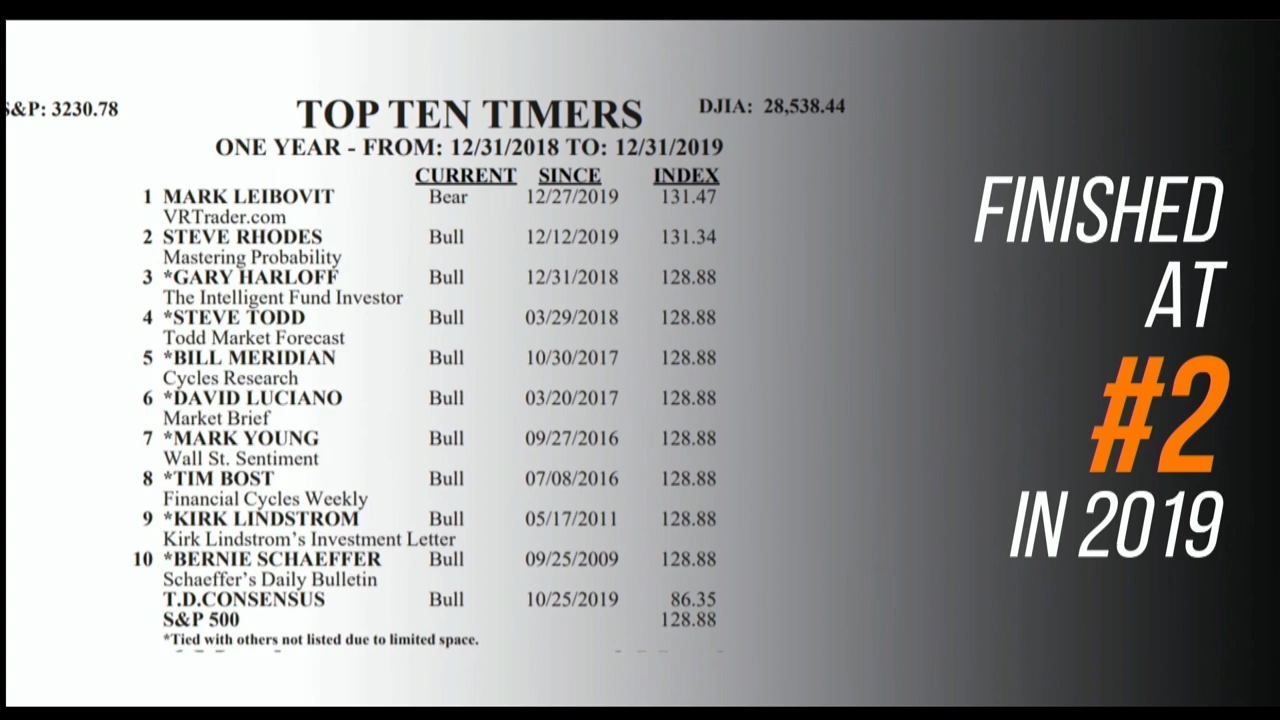 S&P: 3230.78
TOP TEN TIMERS
DJIA: 28,538.44
ONE YEAR - FROM: 12/31/2018 TO: 12/31/2019
CURRENT SINCE INDEX
1 MARK LEIBOVIT Bear 12/27/2019 131.47
VRTrader.com
2 STEVE RHODES Bull 12/12/2019 131.34
Mastering Probability
3 *GARY HARLOFF Bull 12/31/2018 128.88
The Intelligent Fund Investor
4 *STEVE TODD Bull 03/29/2018 128.88
Todd Market Forecast
5 *BILL MERIDIAN Bull 10/30/2017 128.88
Cycles Research
6 *DAVID LUCIANO Bull 03/20/2017 128.88
Market Brief
7 *MARK YOUNG Bull 09/27/2016 128.88
Wall St. Sentiment
8 *TIM BOST Bull 07/08/2016 128.88
Financial Cycles Weekly
9 *KIRK LINDSTROM Bull 05/17/2011 128.88
Kirk Lindstrom's Investment Letter
10 *BERNIE SCHAEFFER Bull 09/25/2009 128.88
Schaeffer's Daily Bulletin
T.D.CONSENSUS Bull 10/25/2019 86.35
S&P 500 128.88
*Tied with others not listed due to limited space.
FINISHED
AT
#2
IN 2019